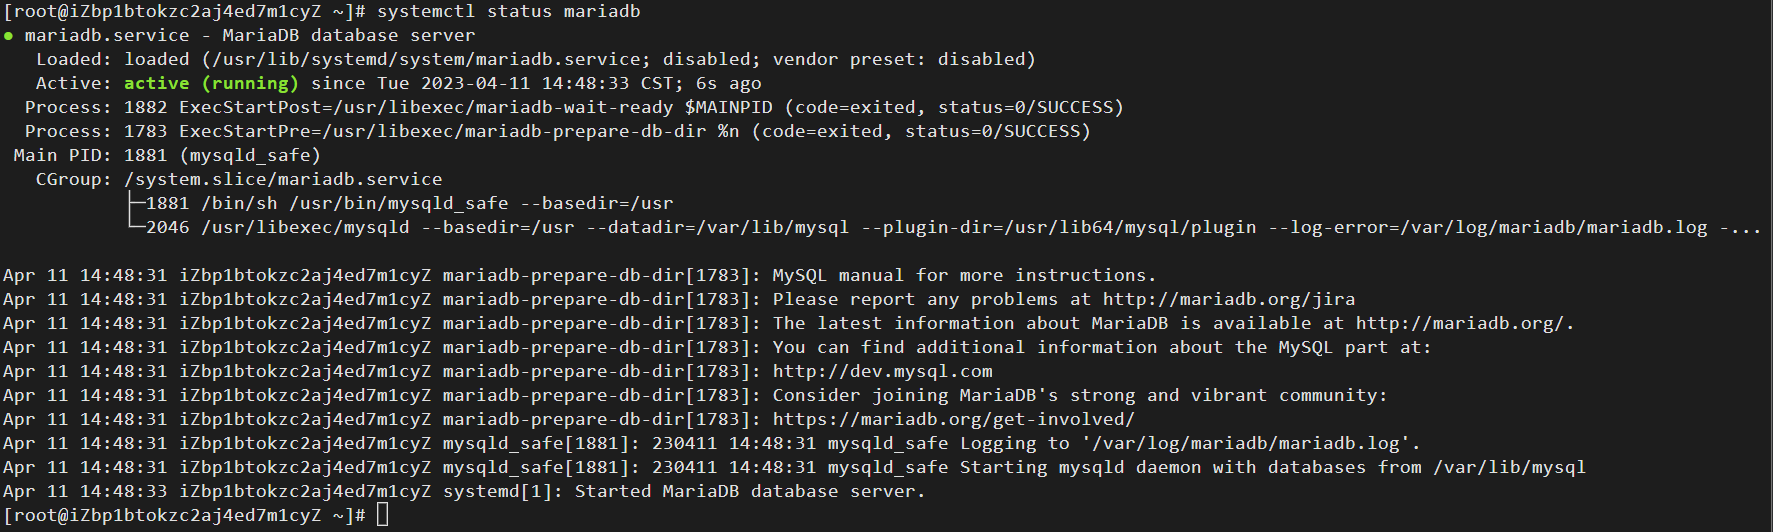 [root@iZbp1btokzc2aj4ed7m1cyZ ~]# systemctl status mariadb
● mariadb.service - MariaDB database server
   Loaded: loaded (/usr/lib/systemd/system/mariadb.service; disabled; vendor preset: disabled)
   Active: active (running) since Tue 2023-04-11 14:48:33 CST; 6s ago
  Process: 1882 ExecStartPost=/usr/libexec/mariadb-wait-ready $MAINPID (code=exited, status=0/SUCCESS)
  Process: 1783 ExecStartPre=/usr/libexec/mariadb-prepare-db-dir %n (code=exited, status=0/SUCCESS)
 Main PID: 1881 (mysqld_safe)
   CGroup: /system.slice/mariadb.service
           ├─1881 /bin/sh /usr/bin/mysqld_safe --basedir=/usr
           └─2046 /usr/libexec/mysqld --basedir=/usr --datadir=/var/lib/mysql --plugin-dir=/usr/lib64/mysql/plugin --log-error=/var/log/mariadb/mariadb.log -...

Apr 11 14:48:31 iZbp1btokzc2aj4ed7m1cyZ mariadb-prepare-db-dir[1783]: MySQL manual for more instructions.
Apr 11 14:48:31 iZbp1btokzc2aj4ed7m1cyZ mariadb-prepare-db-dir[1783]: Please report any problems at http://mariadb.org/jira
Apr 11 14:48:31 iZbp1btokzc2aj4ed7m1cyZ mariadb-prepare-db-dir[1783]: The latest information about MariaDB is available at http://mariadb.org/.
Apr 11 14:48:31 iZbp1btokzc2aj4ed7m1cyZ mariadb-prepare-db-dir[1783]: You can find additional information about the MySQL part at:
Apr 11 14:48:31 iZbp1btokzc2aj4ed7m1cyZ mariadb-prepare-db-dir[1783]: http://dev.mysql.com
Apr 11 14:48:31 iZbp1btokzc2aj4ed7m1cyZ mariadb-prepare-db-dir[1783]: Consider joining MariaDB's strong and vibrant community:
Apr 11 14:48:31 iZbp1btokzc2aj4ed7m1cyZ mariadb-prepare-db-dir[1783]: https://mariadb.org/get-involved/
Apr 11 14:48:31 iZbp1btokzc2aj4ed7m1cyZ mysqld_safe[1881]: 230411 14:48:31 mysqld_safe Logging to '/var/log/mariadb/mariadb.log'.
Apr 11 14:48:31 iZbp1btokzc2aj4ed7m1cyZ mysqld_safe[1881]: 230411 14:48:31 mysqld_safe Starting mysqld daemon with databases from /var/lib/mysql
Apr 11 14:48:33 iZbp1btokzc2aj4ed7m1cyZ systemd[1]: Started MariaDB database server.
[root@iZbp1btokzc2aj4ed7m1cyZ ~]#